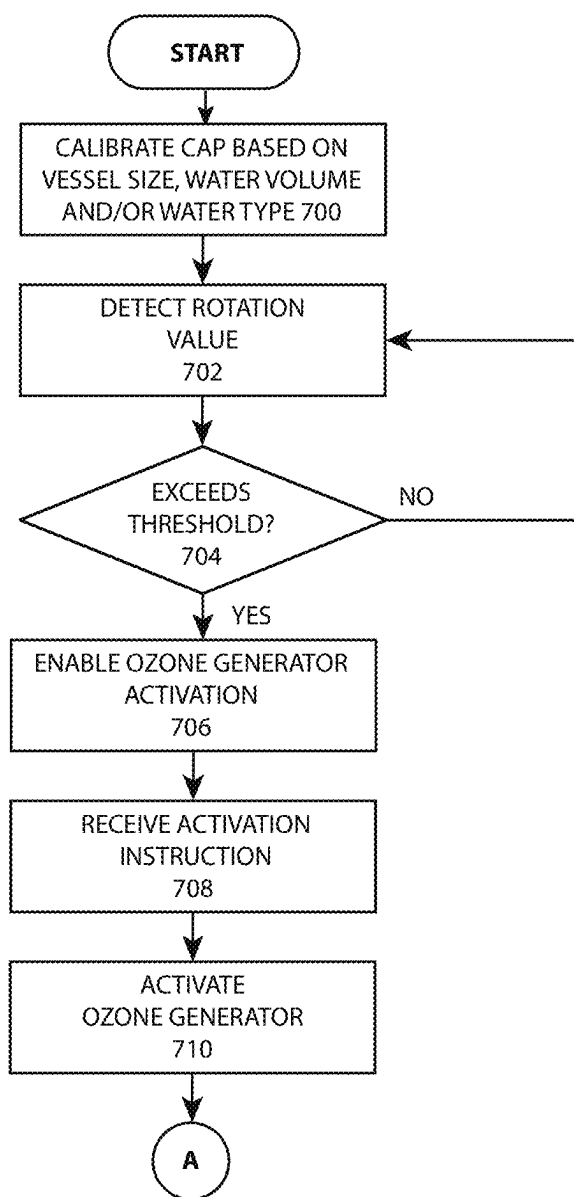 START
CALIBRATE CAP BASED ON
VESSEL SIZE, WATER VOLUME
AND/OR WATER TYPE 700
DETECT ROTATION
VALUE
702
EXCEEDS
THRESHOLD?
704
NO
YES
ENABLE OZONE GENERATOR
ACTIVATION
706
RECEIVE ACTIVATION
INSTRUCTION
708
ACTIVATE
OZONE GENERATOR
710
A